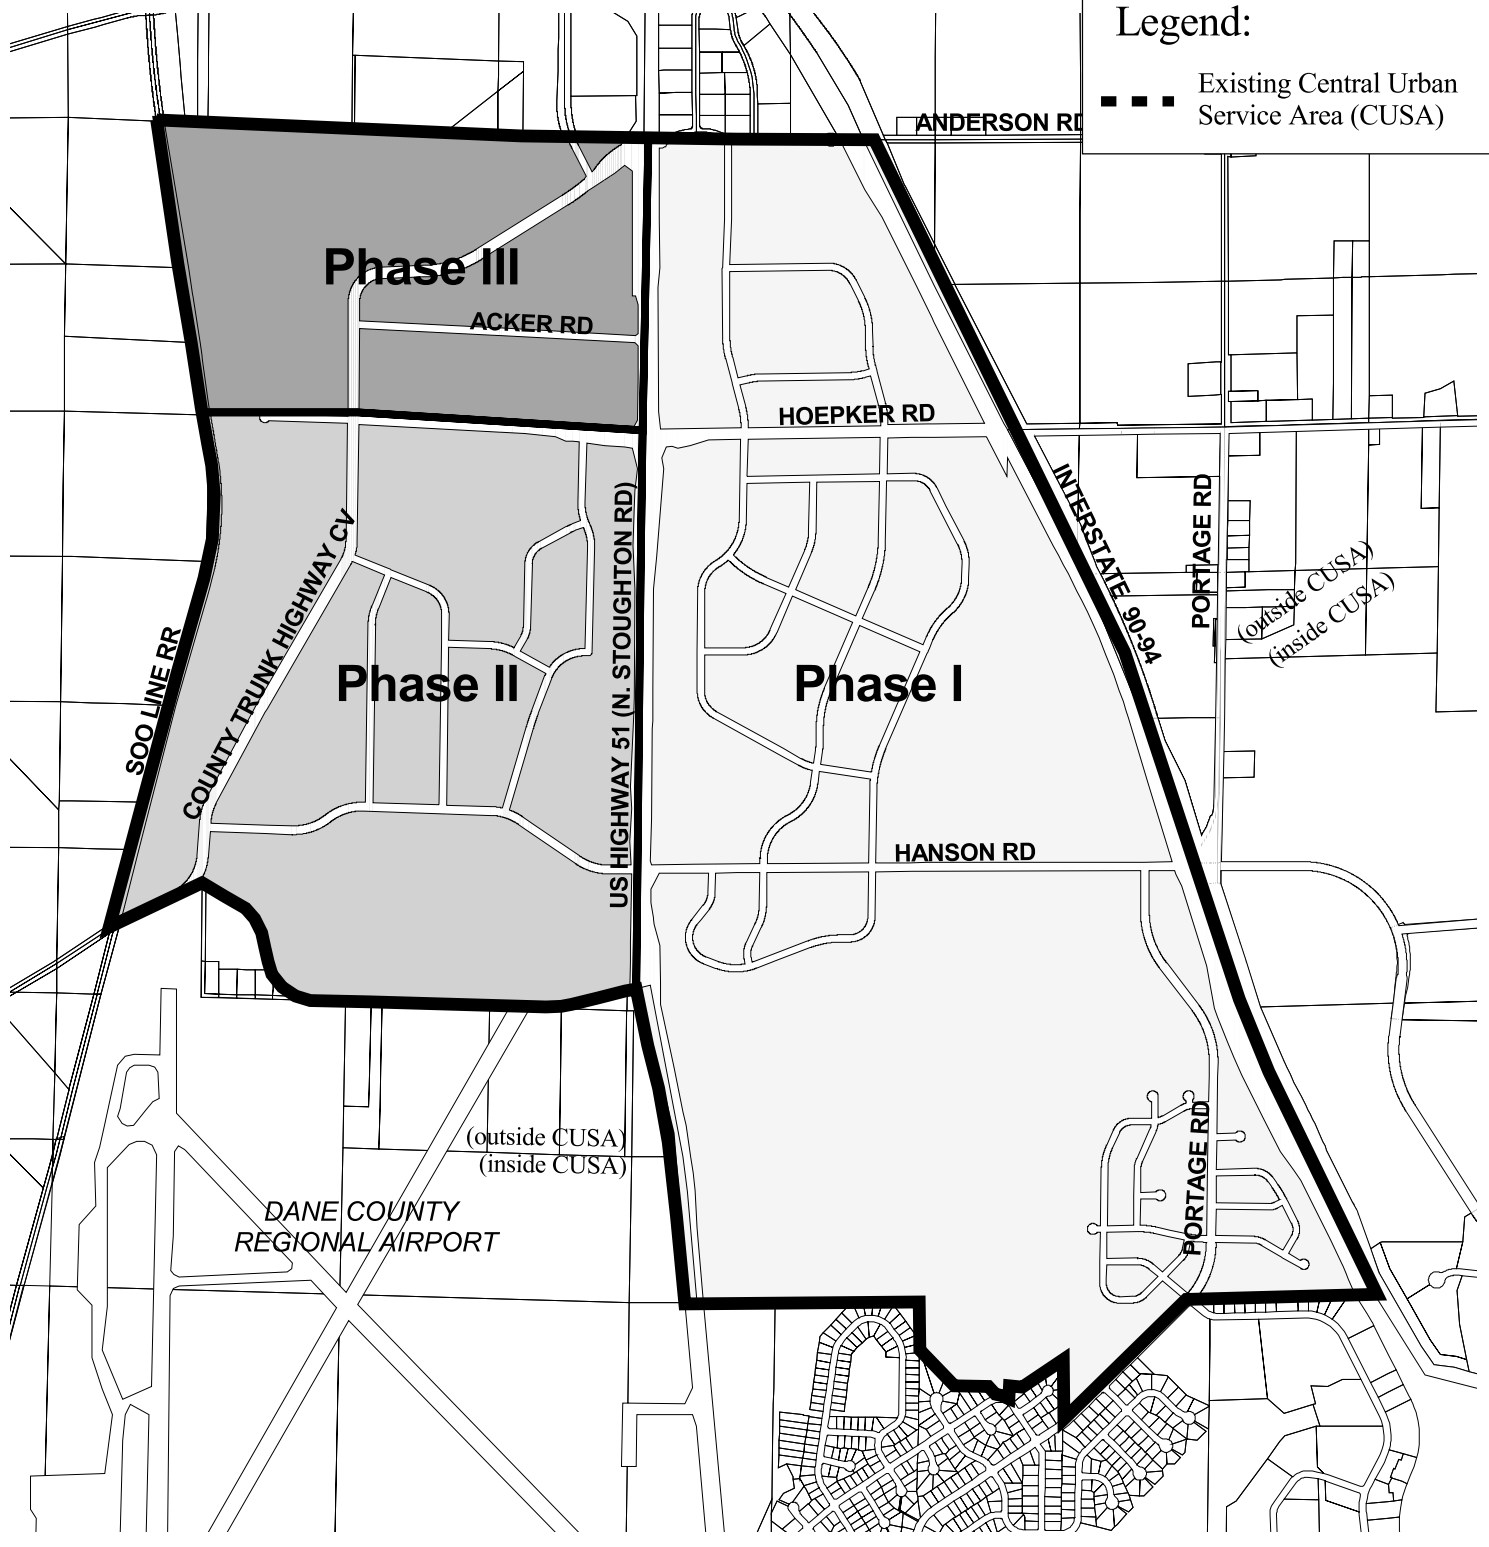 Legend:
Existing Central Urban
Service Area (CUSA)
ANDERSON RD
Phase III
ACKER RD
HOEPKER RD
INTERSTATE 90-94
PORTAGE RD
(outside CUSA)
(inside CUSA)
US HIGHWAY 51 (N. STOUGHTON RD)
COUNTY TRUNK HIGHWAY CV
SOO LINE RR
Phase II
Phase I
HANSON RD
PORTAGE RD
(outside CUSA)
(inside CUSA)
DANE COUNTY
REGIONAL AIRPORT